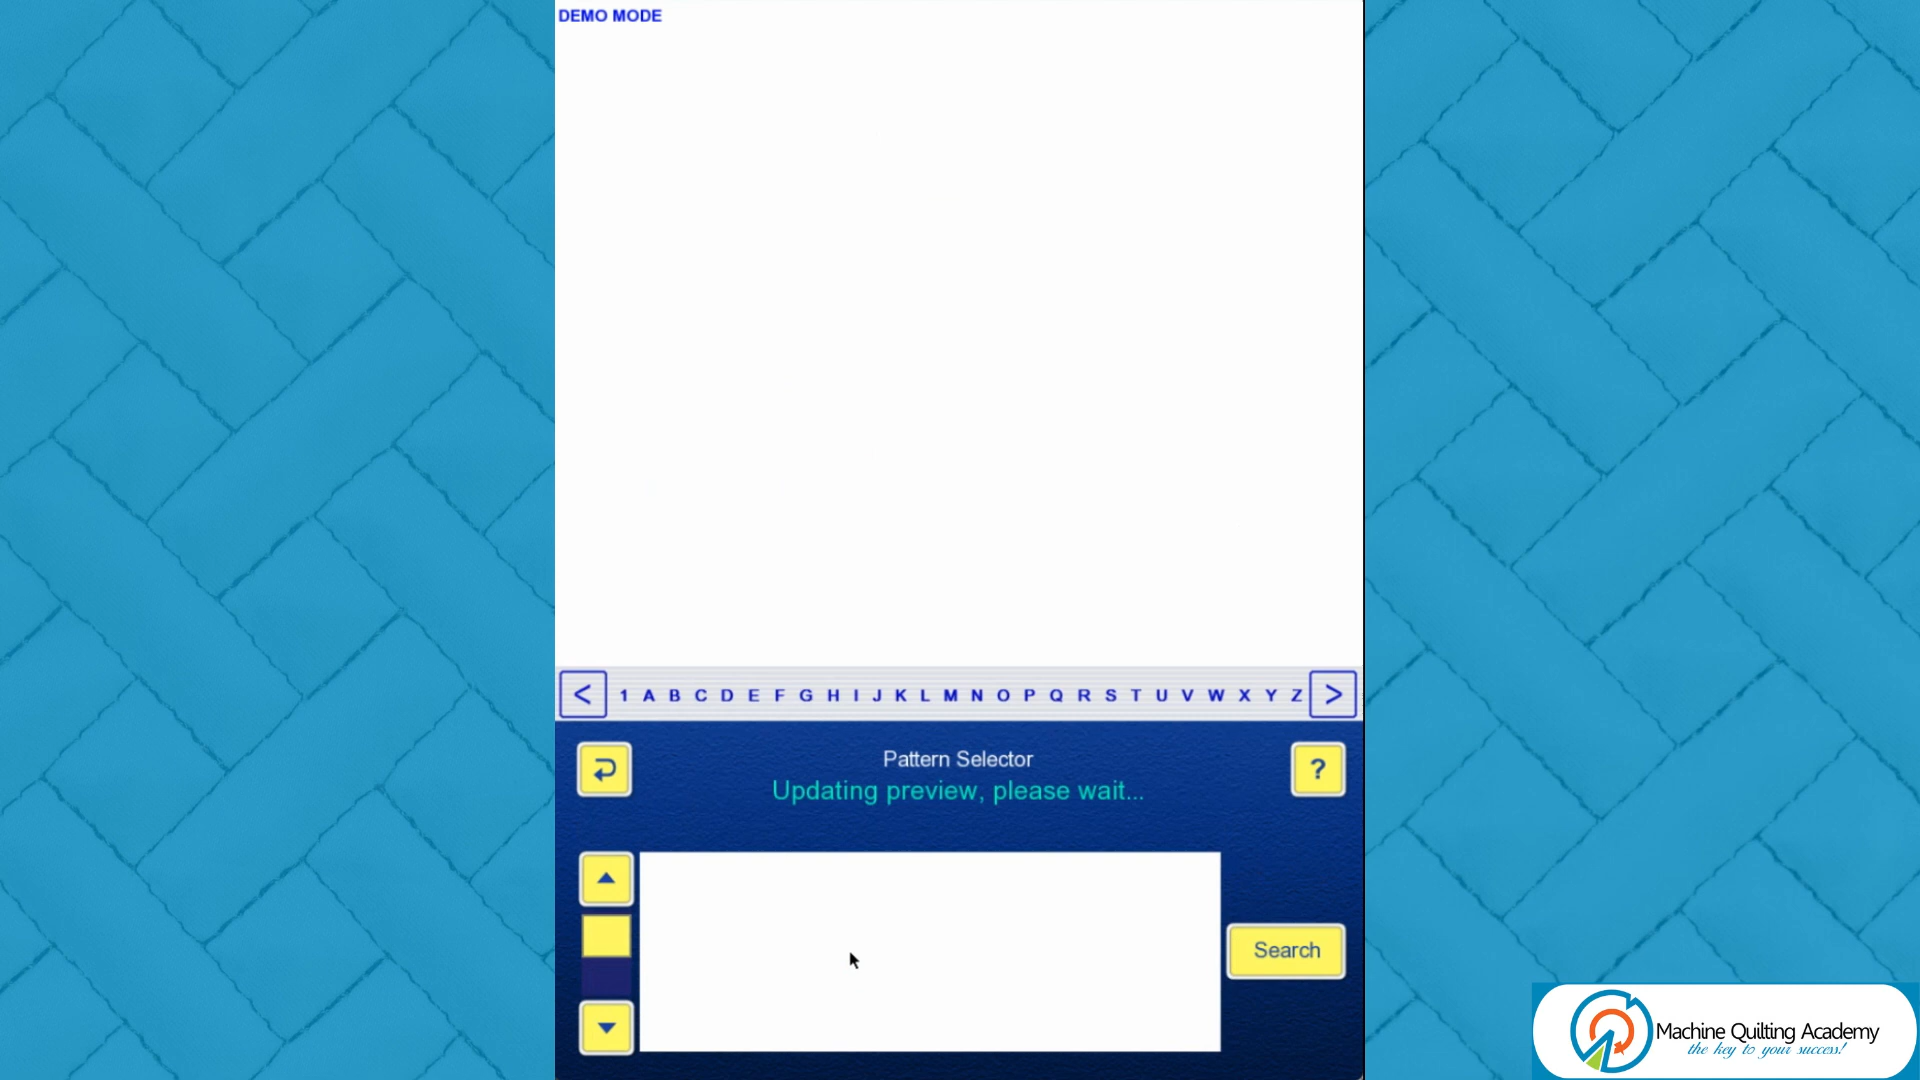 DEMO MODE
< 1 A B C D E F G H I J K L M N O P Q R S T U V W X Y Z >
Pattern Selector
?
Updating preview, please wait...
Search
Machine Quilting Academy
the key to your success!